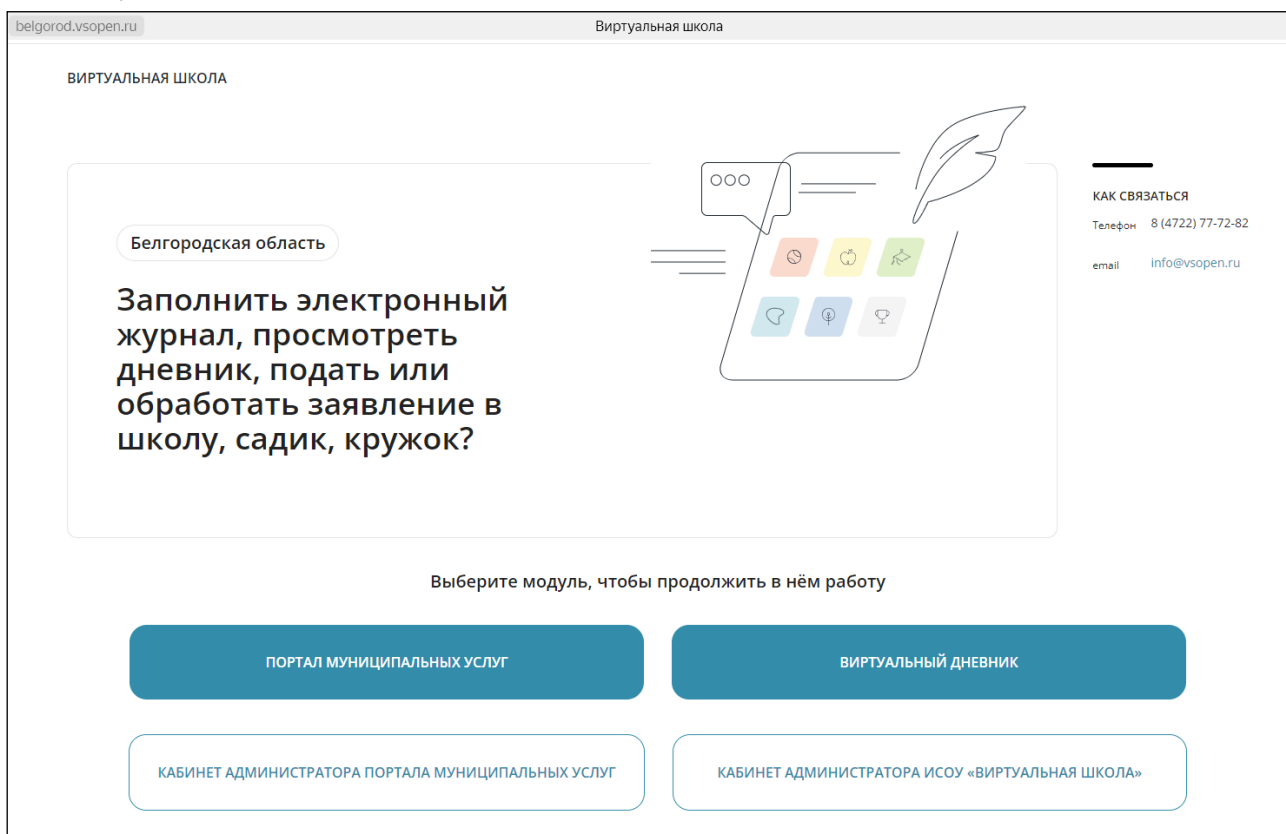 belgorod.vsopen.ru
Виртуальная школа
ВИРТУАЛЬНАЯ ШКОЛА
Белгородская область
Заполнить электронный
журнал, просмотреть
дневник, подать или
обработать заявление в
школу, садик, кружок?
КАК СВЯЗАТЬСЯ
Телефон 8 (4722) 77-72-82
email info@vsopen.ru
Выберите модуль, чтобы продолжить в нём работу
ПОРТАЛ МУНИЦИПАЛЬНЫХ УСЛУГ
ВИРТУАЛЬНЫЙ ДНЕВНИК
КАБИНЕТ АДМИНИСТРАТОРА ПОРТАЛА МУНИЦИПАЛЬНЫХ УСЛУГ
КАБИНЕТ АДМИНИСТРАТОРА ИСОУ «ВИРТУАЛЬНАЯ ШКОЛА»